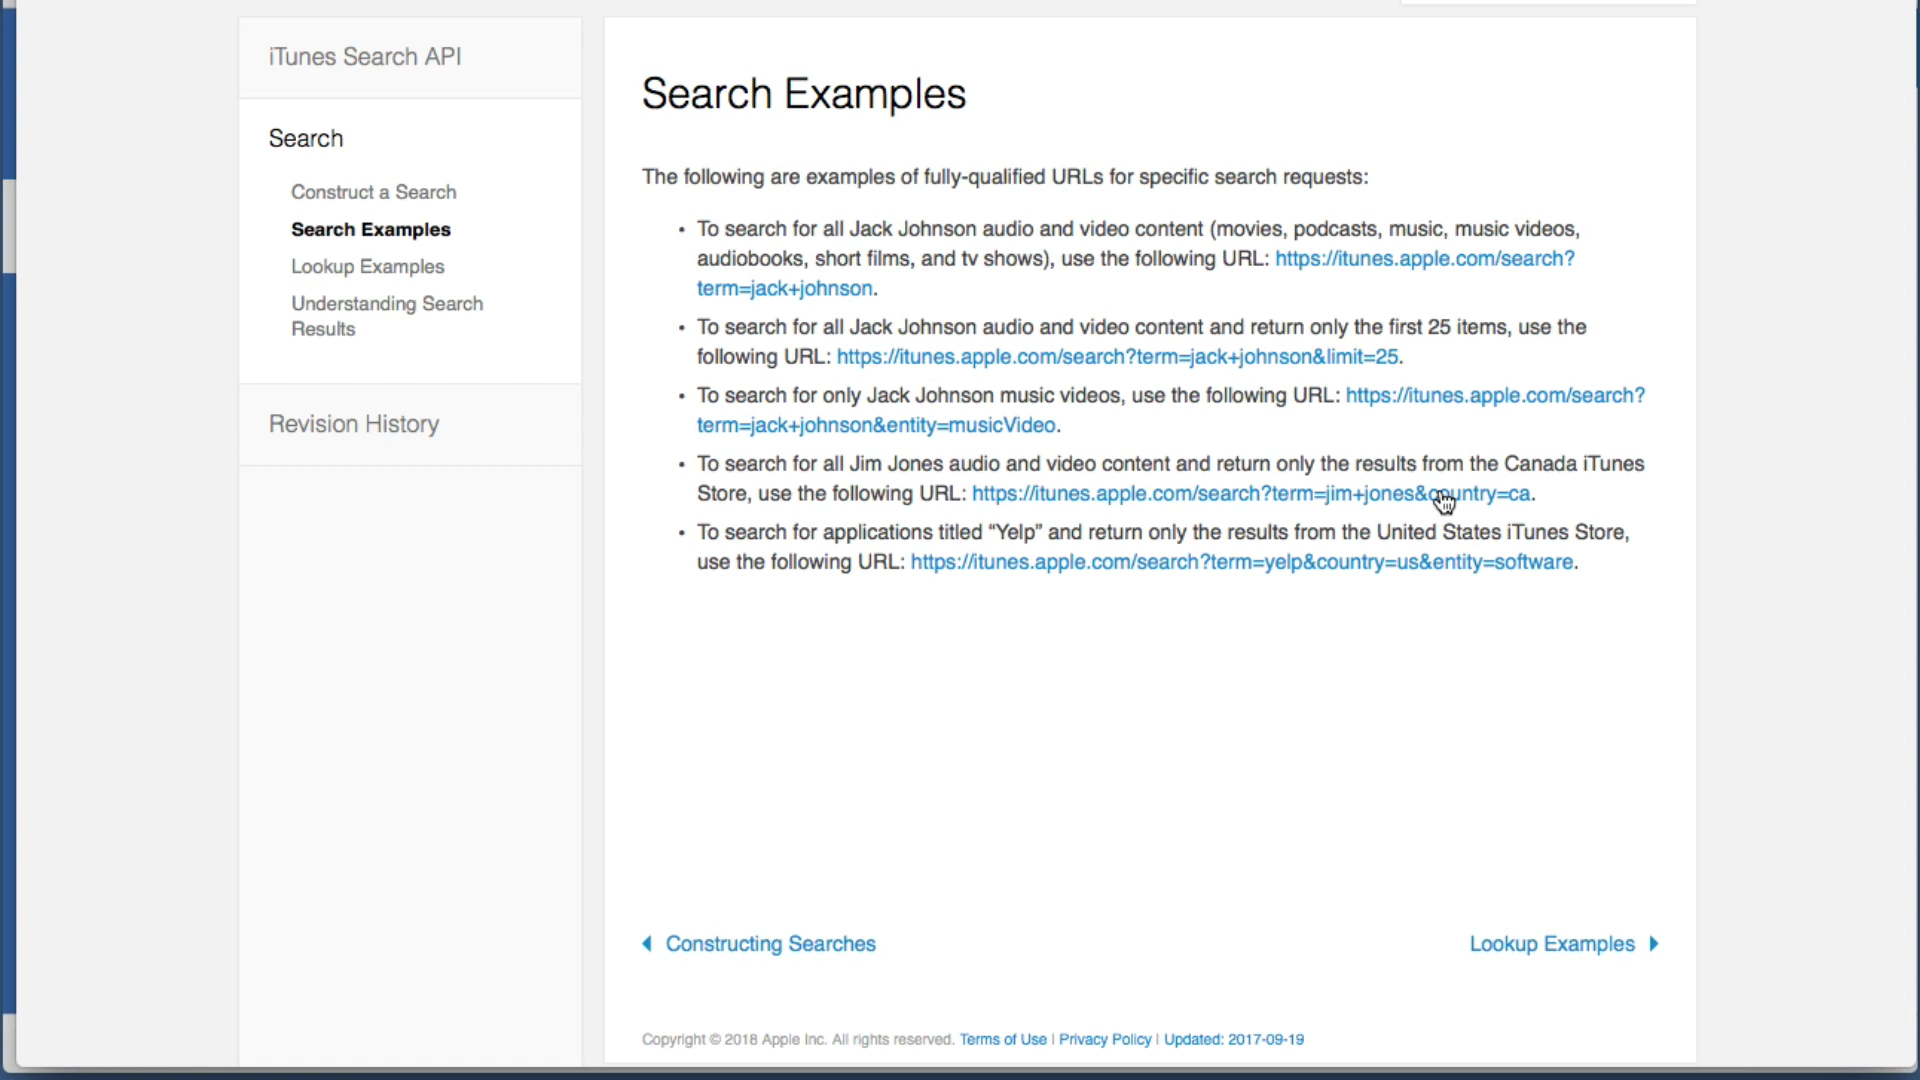 iTunes Search API
Search
Construct a Search
Search Examples
Lookup Examples
Understanding Search
Results
Revision History
Search Examples
The following are examples of fully-qualified URLs for specific search requests:
• To search for all Jack Johnson audio and video content (movies, podcasts, music, music videos,
audiobooks, short films, and tv shows), use the following URL: https://itunes.apple.com/search?
term=jack+johnson.
• To search for all Jack Johnson audio and video content and return only the first 25 items, use the
following URL: https://itunes.apple.com/search?term=jack+johnson&limit=25.
• To search for only Jack Johnson music videos, use the following URL: https://itunes.apple.com/search?
term=jack+johnson&entity=musicVideo.
• To search for all Jim Jones audio and video content and return only the results from the Canada iTunes
Store, use the following URL: https://itunes.apple.com/search?term=jim+jones&country=ca.
• To search for applications titled “Yelp” and return only the results from the United States iTunes Store,
use the following URL: https://itunes.apple.com/search?term=yelp&country=us&entity=software.
Constructing Searches
Lookup Examples
Copyright © 2018 Apple Inc. All rights reserved. Terms of Use | Privacy Policy | Updated: 2017-09-19